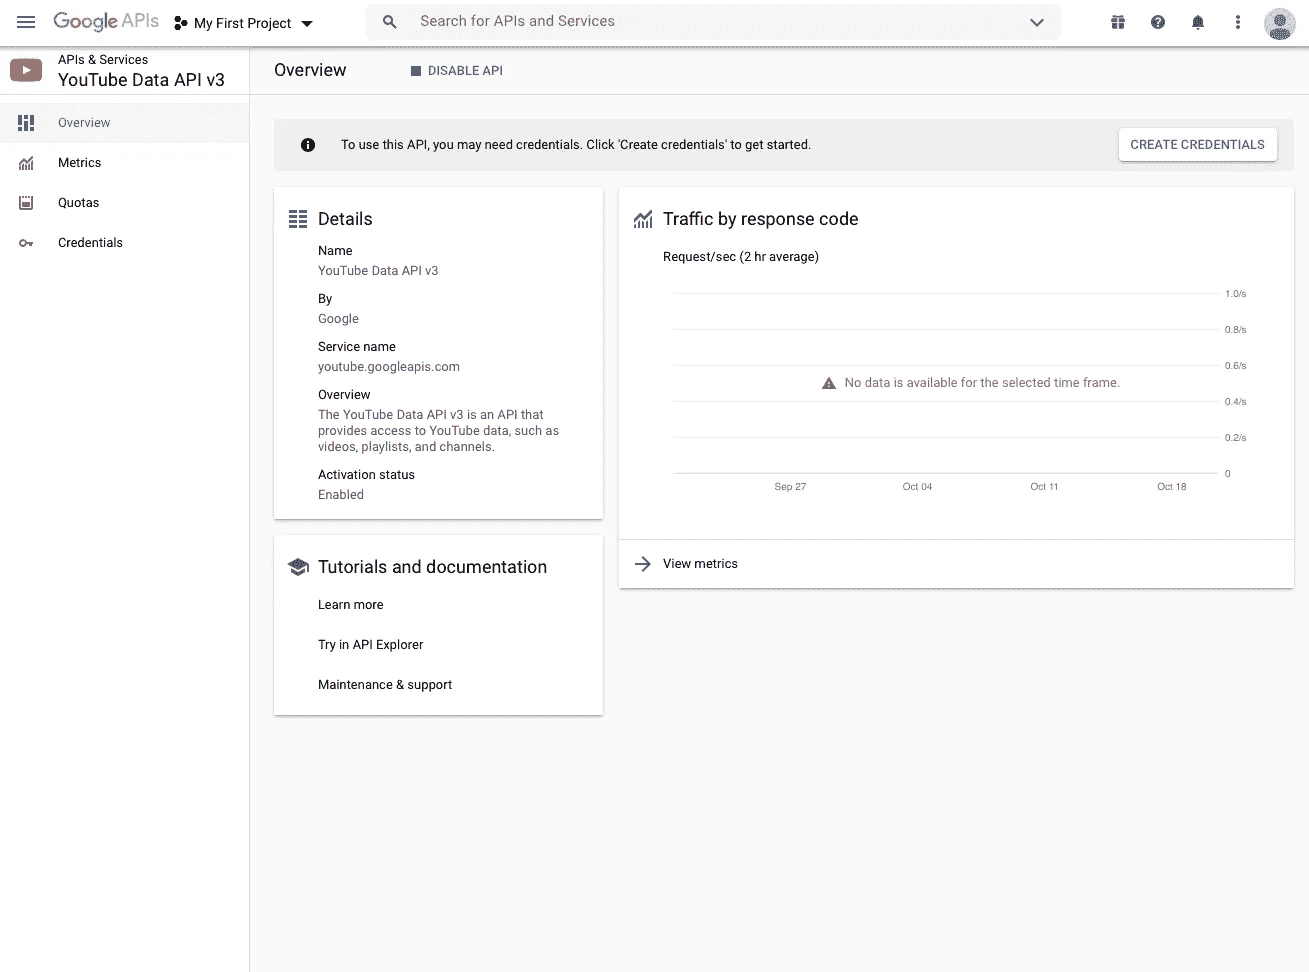 Google APIs
My First Project
Search for APIs and Services
APIs & Services
YouTube Data API v3
Overview
Metrics
Quotas
Credentials
Overview
DISABLE API
To use this API, you may need credentials. Click 'Create credentials' to get started.
CREATE CREDENTIALS
Details
Name
YouTube Data API v3
By
Google
Service name
youtube.googleapis.com
Overview
The YouTube Data API v3 is an API that
provides access to YouTube data, such as
videos, playlists, and channels.
Activation status
Enabled
Tutorials and documentation
Learn more
Try in API Explorer
Maintenance & support
Traffic by response code
Request/sec (2 hr average)
1.0/s
0.8/s
0.6/s
No data is available for the selected time frame.
0.4/s
0.2/s
0
Sep 27 Oct 04 Oct 11 Oct 18
View metrics